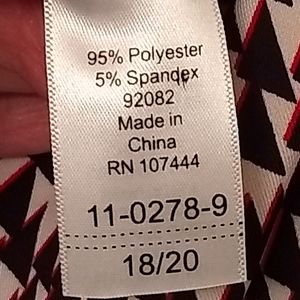 95% Polyester
5% Spandex
92082
Made in
China
RN 107444
11-0278-9
18/20